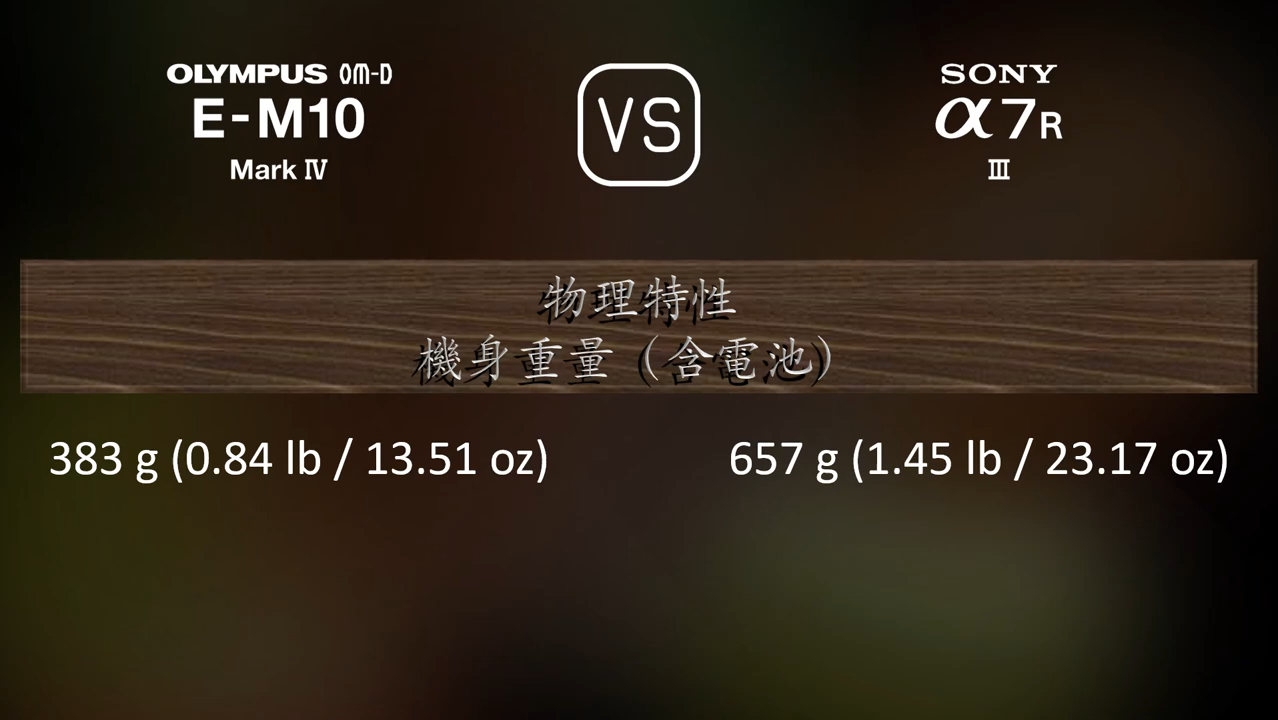 OLYMPUS OM-D
E-M10
Mark IV
VS
SONY
α7R
III
物理特性
機身重量（含電池）
383 g (0.84 lb / 13.51 oz)
657 g (1.45 lb / 23.17 oz)